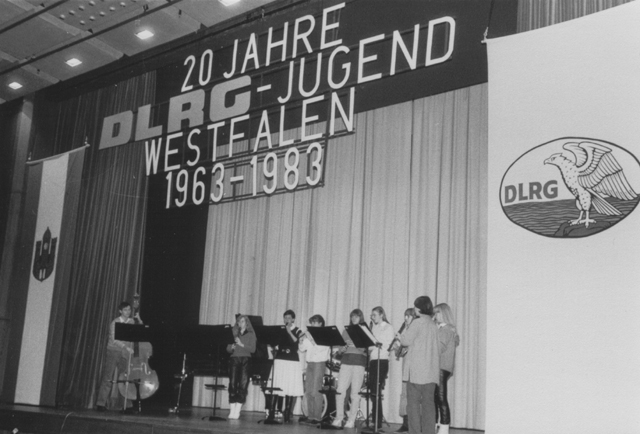 20 JAHRE
DLRG-JUGEND
WESTFALEN
1963-1983
DLRG